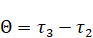 Θ = τ₃ − τ₂